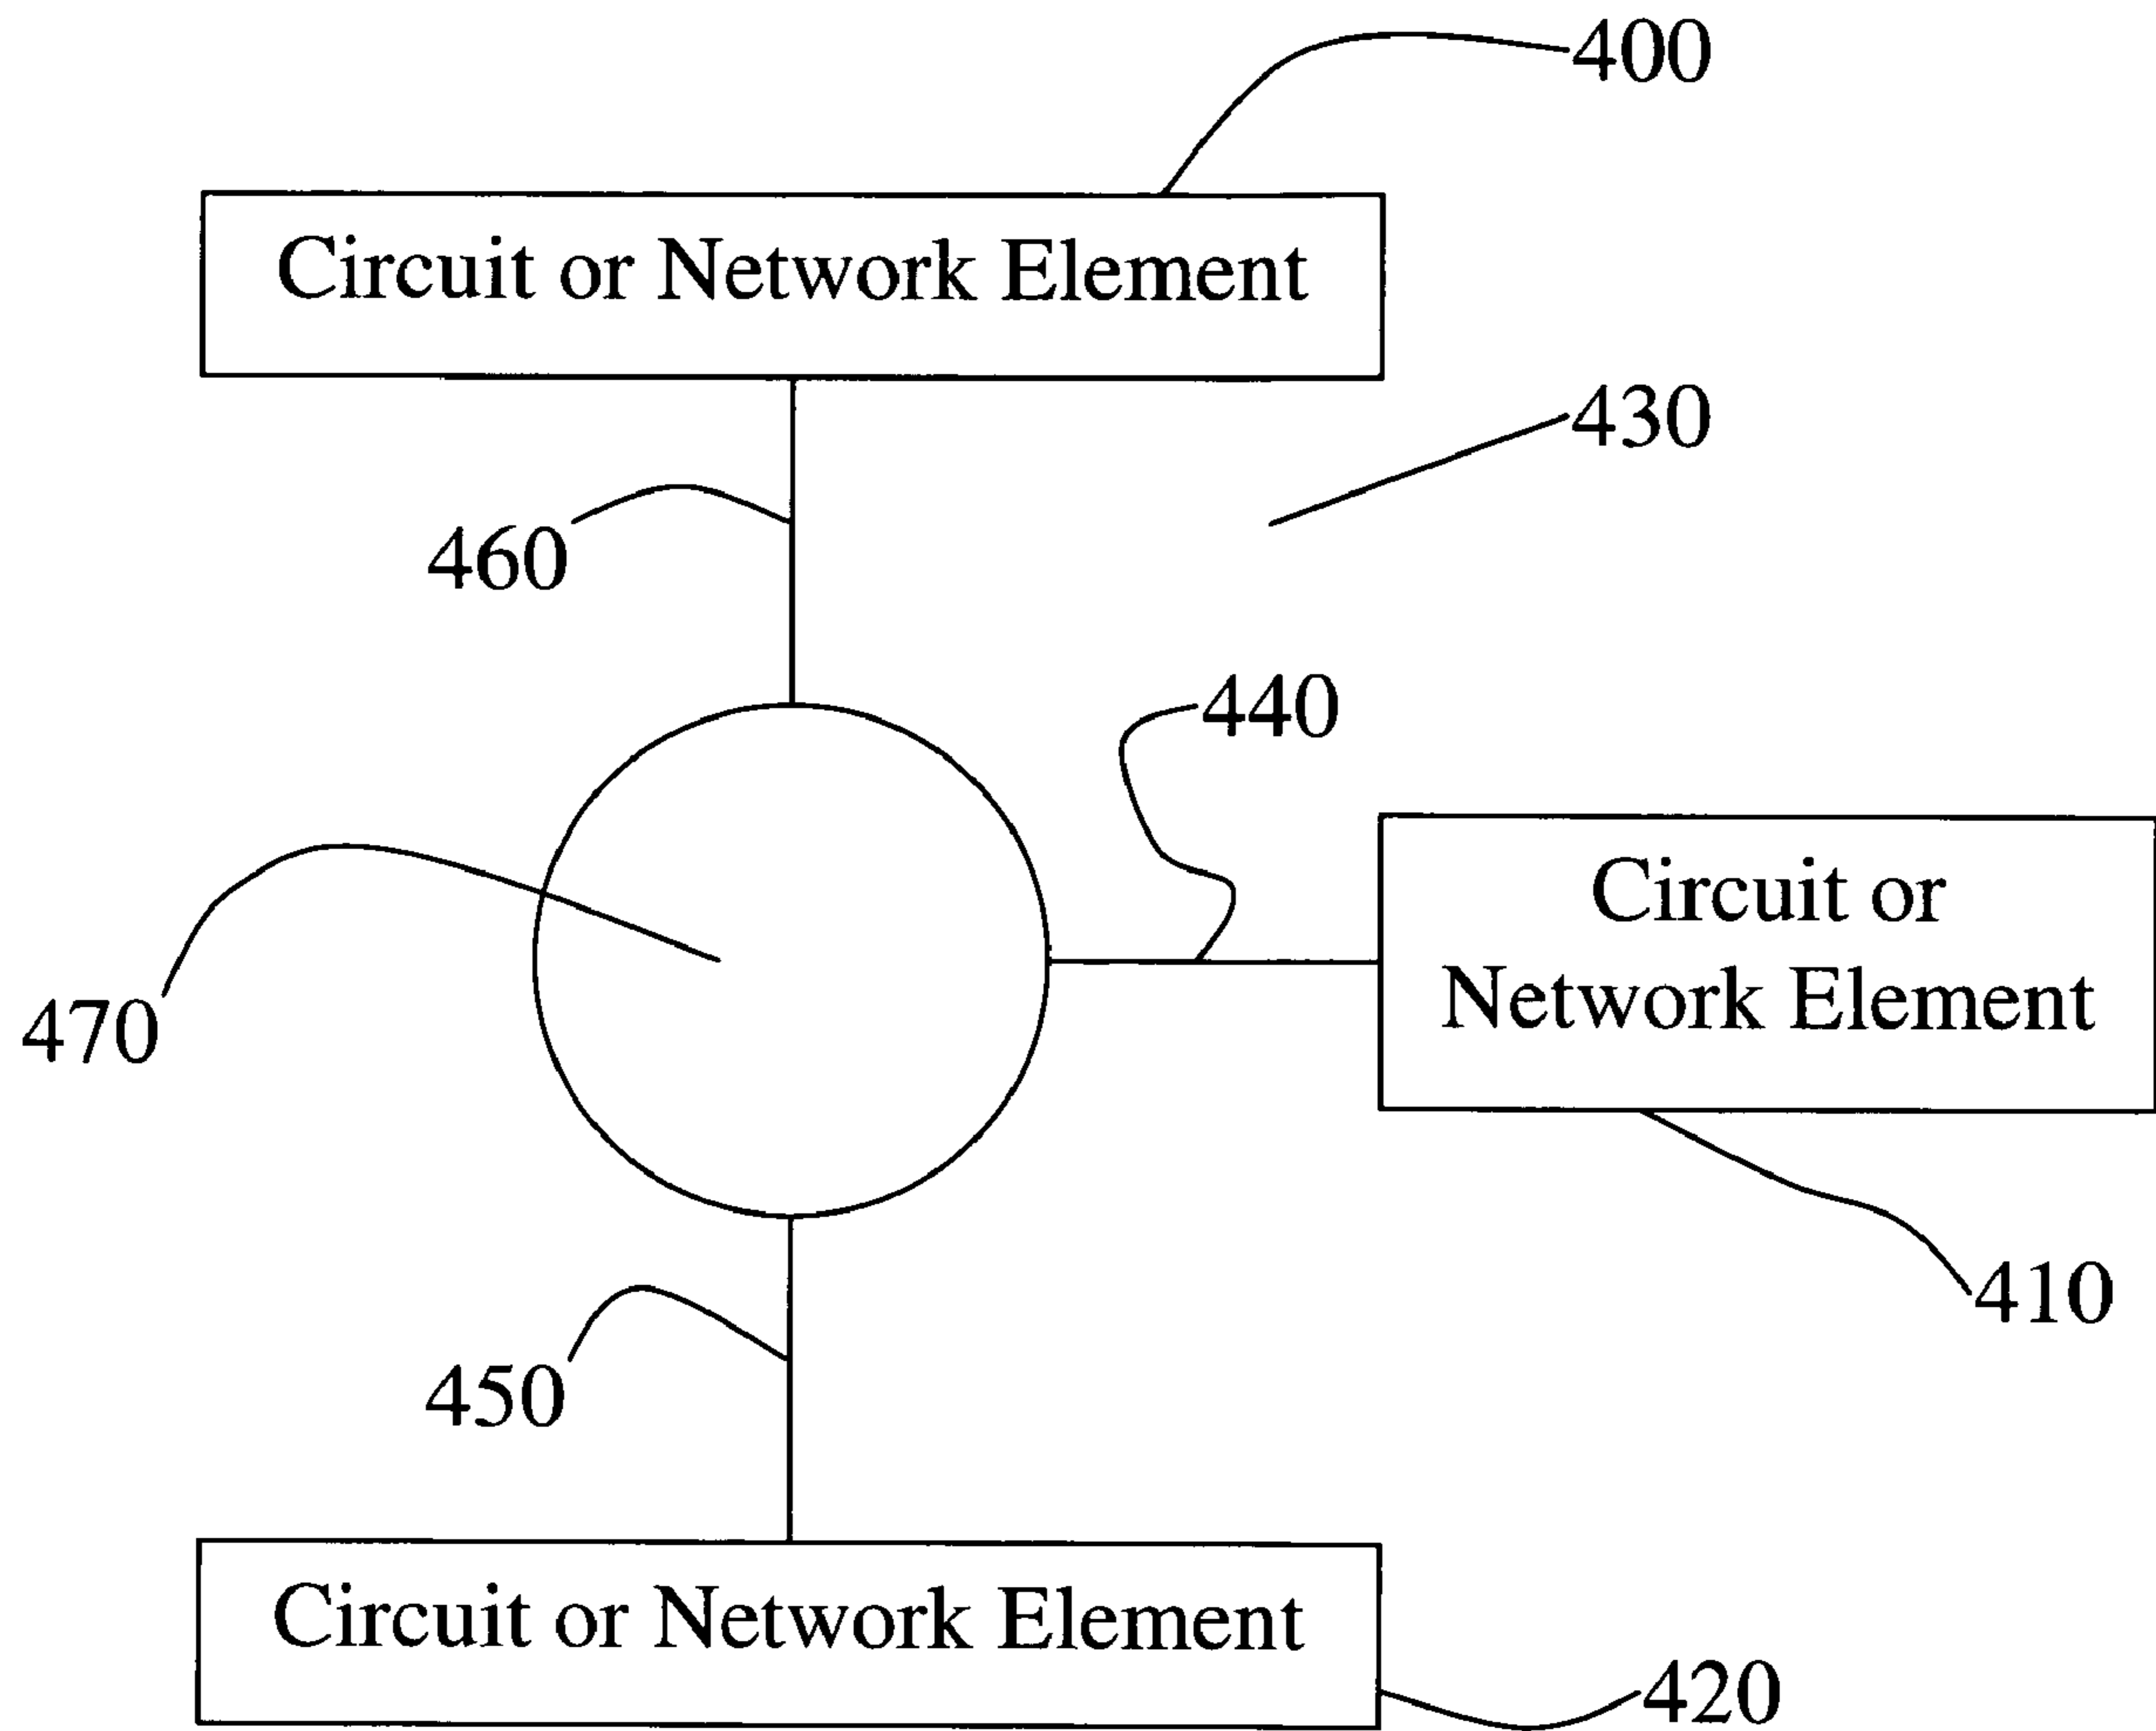 400
Circuit or Network Element
430
460
440
Circuit or
Network Element
470
410
450
Circuit or Network Element
420